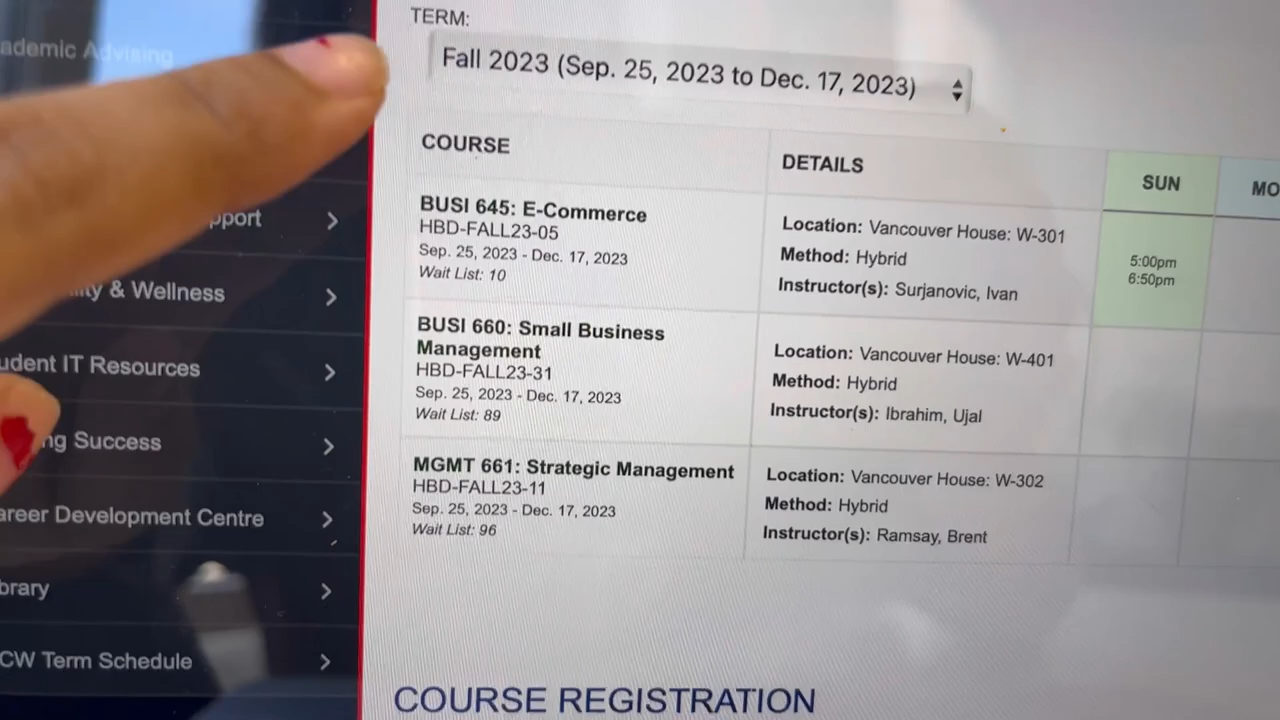 TERM:
Fall 2023 (Sep. 25, 2023 to Dec. 17, 2023)
COURSE
DETAILS
SUN
BUSI 645: E-Commerce
HBD-FALL23-05
Sep. 25, 2023 - Dec. 17, 2023
Wait List: 10
Location: Vancouver House: W-301
Method: Hybrid
Instructor(s): Surjanovic, Ivan
5:00pm
6:50pm
BUSI 660: Small Business
Management
HBD-FALL23-31
Sep. 25, 2023 - Dec. 17, 2023
Wait List: 89
Location: Vancouver House: W-401
Method: Hybrid
Instructor(s): Ibrahim, Ujal
MGMT 661: Strategic Management
HBD-FALL23-11
Sep. 25, 2023 - Dec. 17, 2023
Wait List: 96
Location: Vancouver House: W-302
Method: Hybrid
Instructor(s): Ramsay, Brent
COURSE REGISTRATION
ademic Advising
pport
ity & Wellness
udent IT Resources
ng Success
areer Development Centre
brary
CW Term Schedule